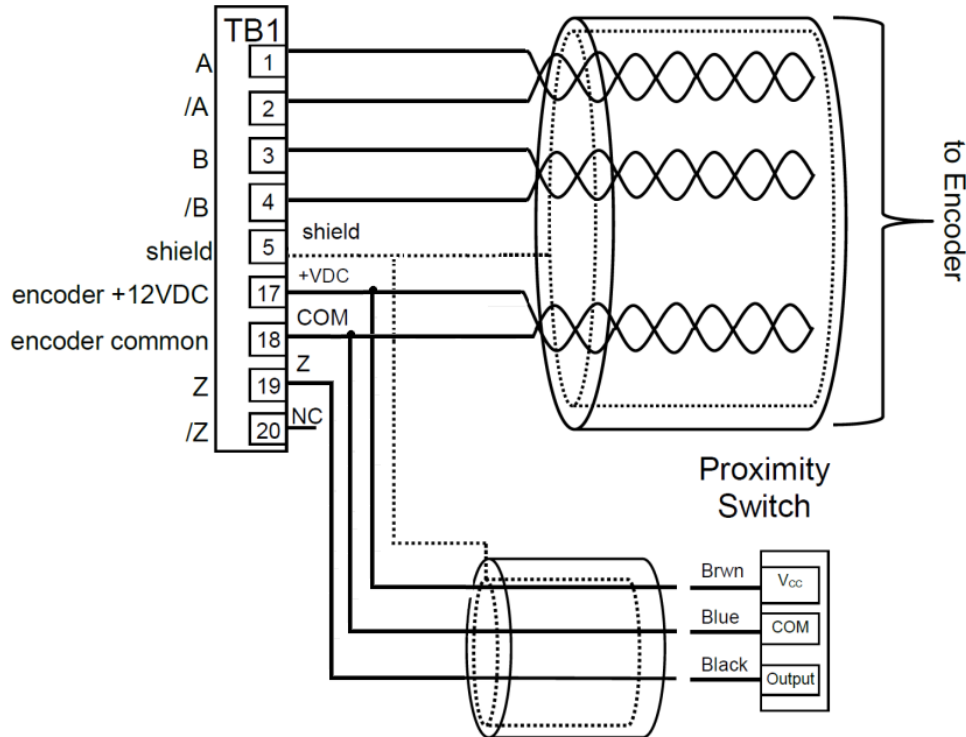 TB1
A 1
/A 2
B 3
/B 4
shield 5 shield
encoder +12VDC 17 +VDC
encoder common 18 COM
Z 19 Z
/Z 20 NC
to Encoder
Proximity
Switch
Brwn Vcc
Blue COM
Black Output